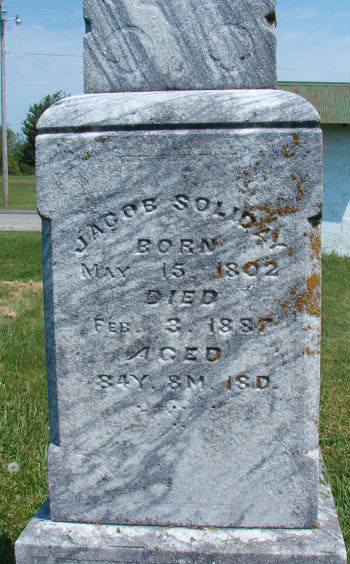 JACOB SOLIDAY
BORN
MAY 15, 1802
DIED
FEB. 3, 1887
AGED
84Y. 8M. 18D.